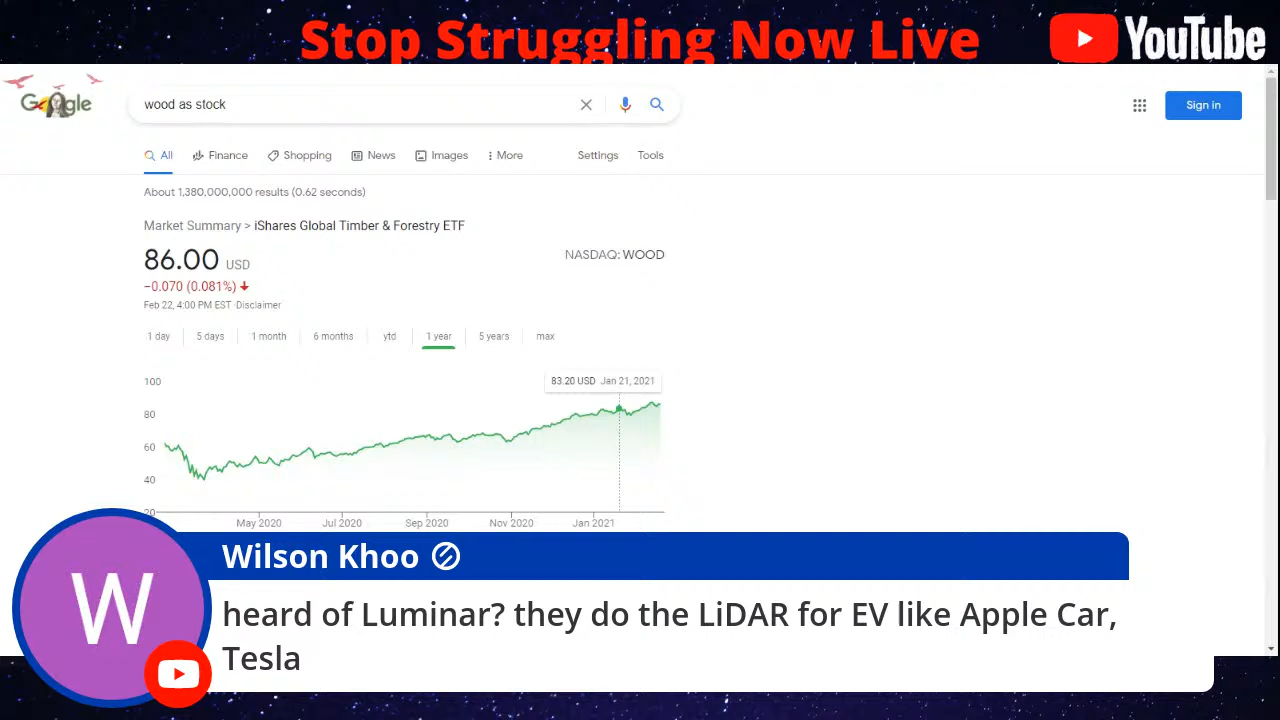 Stop Struggling Now Live
YouTube
Google
wood as stock
Sign in
All Finance Shopping News Images More Settings Tools
About 1,380,000,000 results (0.62 seconds)
Market Summary > iShares Global Timber & Forestry ETF
86.00 USD
NASDAQ: WOOD
−0.070 (0.081%)
Feb 22, 4:00 PM EST ·Disclaimer
1 day 5 days 1 month 6 months ytd 1 year 5 years max
83.20 USD Jan 21, 2021
100
80
60
40
20
May 2020 Jul 2020 Sep 2020 Nov 2020 Jan 2021
W
Wilson Khoo
heard of Luminar? they do the LiDAR for EV like Apple Car,
Tesla